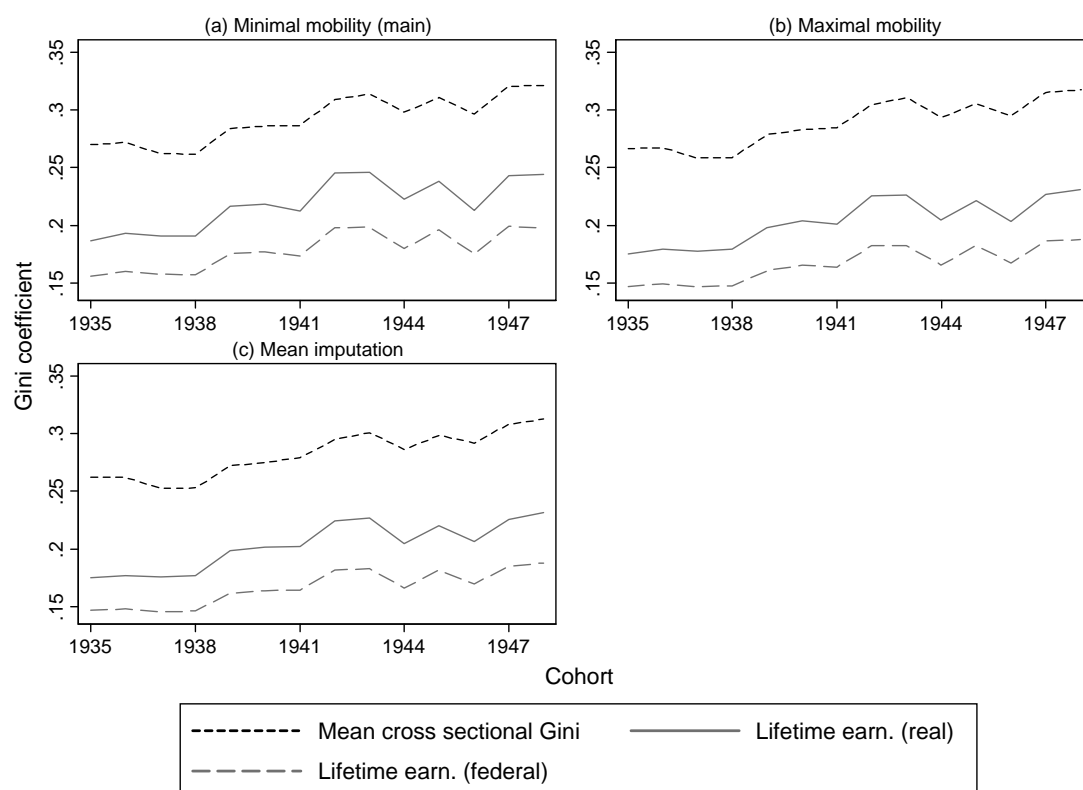 (a) Minimal mobility (main)
.35
.3
.25
.2
.15
1935 1938 1941 1944 1947
(b) Maximal mobility
.35
.3
.25
.2
.15
1935 1938 1941 1944 1947
(c) Mean imputation
.35
.3
.25
.2
.15
1935 1938 1941 1944 1947
Gini coefficient
Cohort
Mean cross sectional Gini
Lifetime earn. (real)
Lifetime earn. (federal)